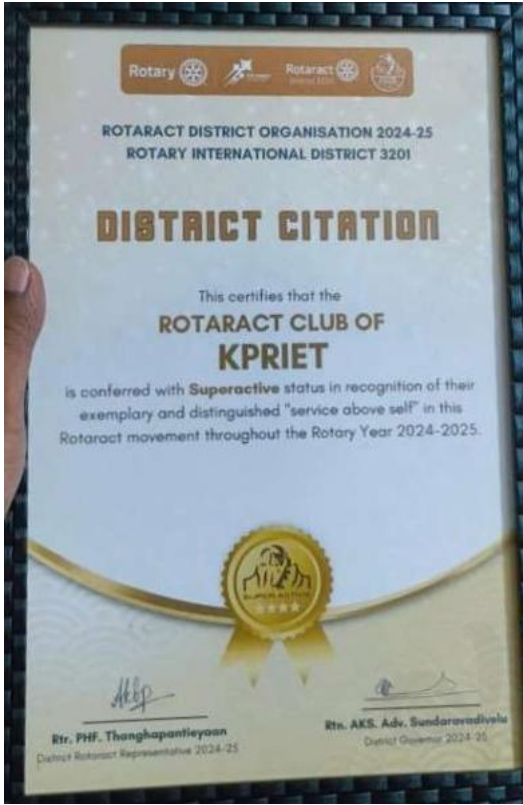 Rotary
Rotaract
ROTARACT DISTRICT ORGANISATION 2024-25
ROTARY INTERNATIONAL DISTRICT 3201
DISTRICT CITATION
This certifies that the
ROTARACT CLUB OF
KPRIET
is conferred with Superactive status in recognition of their
exemplary and distinguished "service above self" in this
Rotaract movement throughout the Rotary Year 2024-2025.
SUPER ACTIVE
Rtr. PHF. Thanghapantieyaan
District Rotaract Representative 2024-25
Rtn. AKS. Adv. Sundaravadivelu
District Governor 2024-25